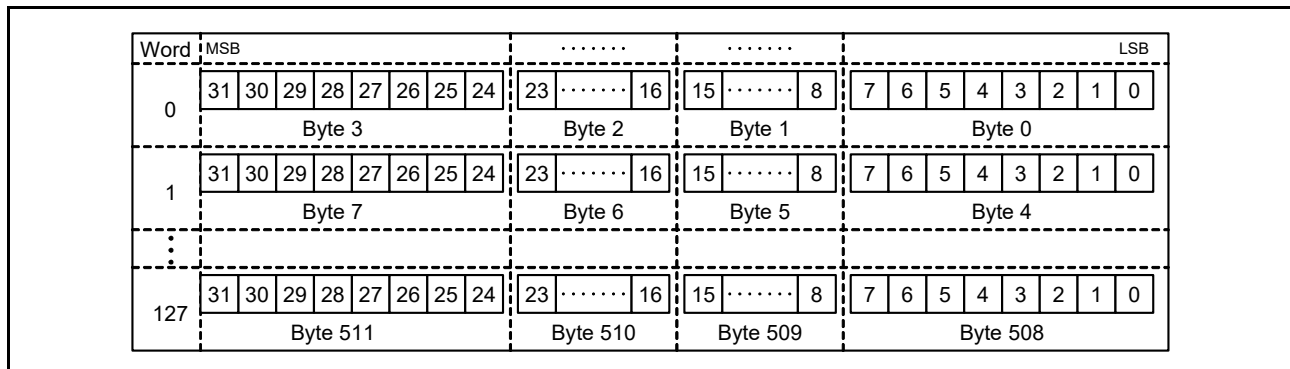 Word MSB ······· ······· LSB
0 31 30 29 28 27 26 25 24 23 ······· 16 15 ······· 8 7 6 5 4 3 2 1 0
Byte 3 Byte 2 Byte 1 Byte 0
1 31 30 29 28 27 26 25 24 23 ······· 16 15 ······· 8 7 6 5 4 3 2 1 0
Byte 7 Byte 6 Byte 5 Byte 4
⋮
127 31 30 29 28 27 26 25 24 23 ······· 16 15 ······· 8 7 6 5 4 3 2 1 0
Byte 511 Byte 510 Byte 509 Byte 508